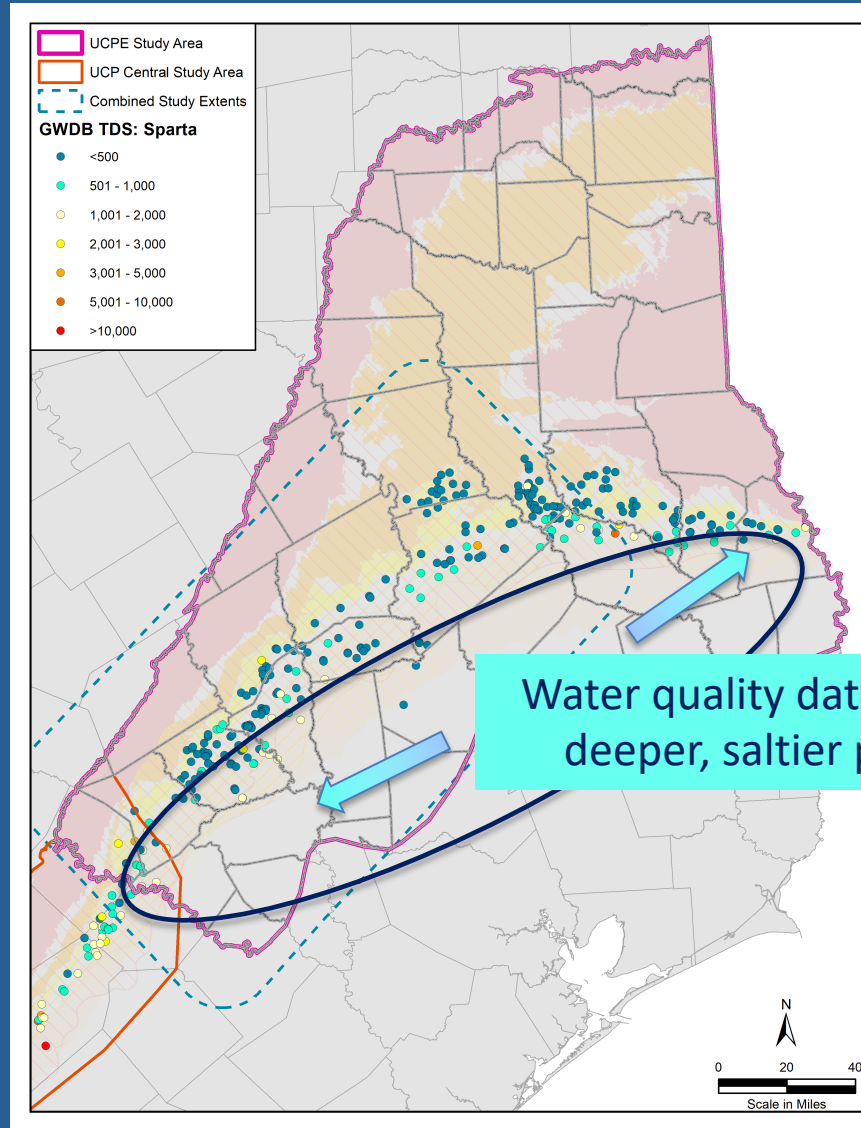 UCPE Study Area
UCP Central Study Area
Combined Study Extents
GWDB TDS: Sparta
<500
501 - 1,000
1,001 - 2,000
2,001 - 3,000
3,001 - 5,000
5,001 - 10,000
>10,000
Water quality dat
deeper, saltier p
N
0 20 40
Scale in Miles